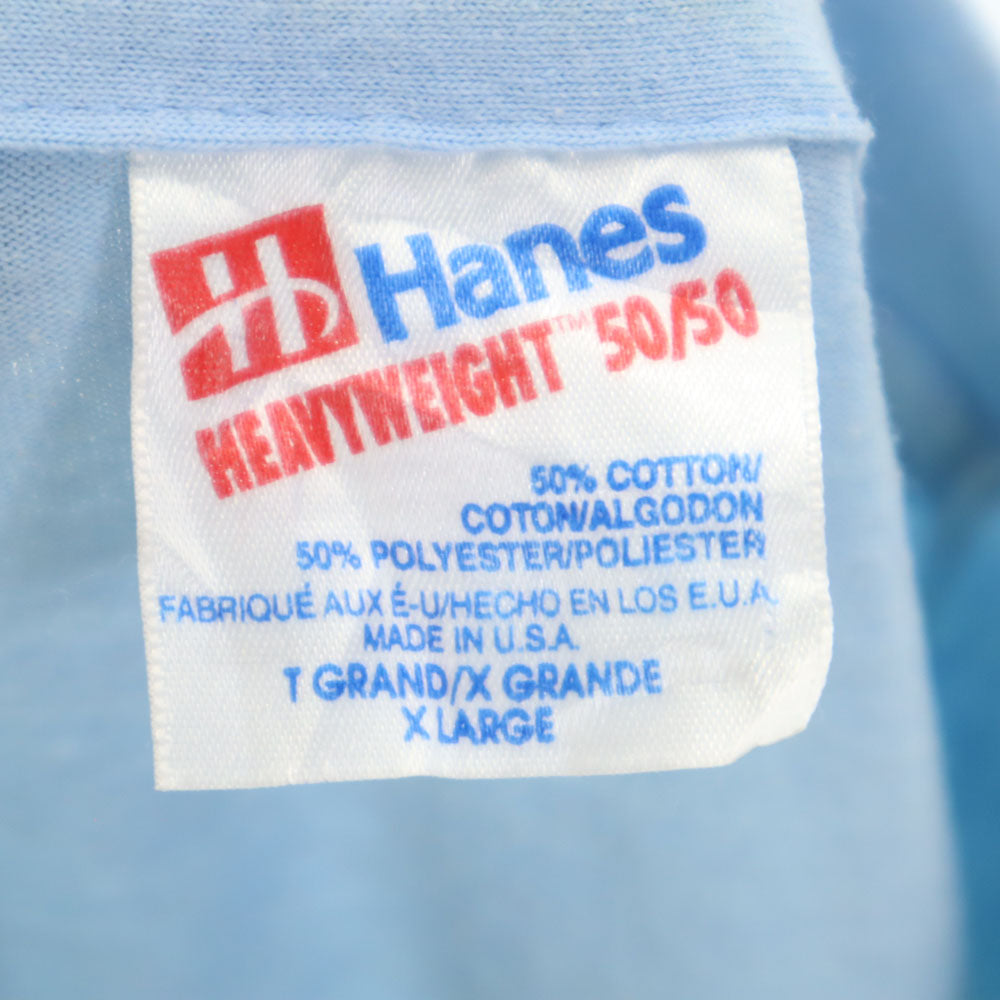 Hanes
HEAVYWEIGHT™ 50/50
50% COTTON/
COTON/ALGODON
50% POLYESTER/POLIESTER
FABRIQUÉ AUX É-U/HECHO EN LOS E.U.A.
MADE IN U.S.A.
T GRAND/X GRANDE
X LARGE